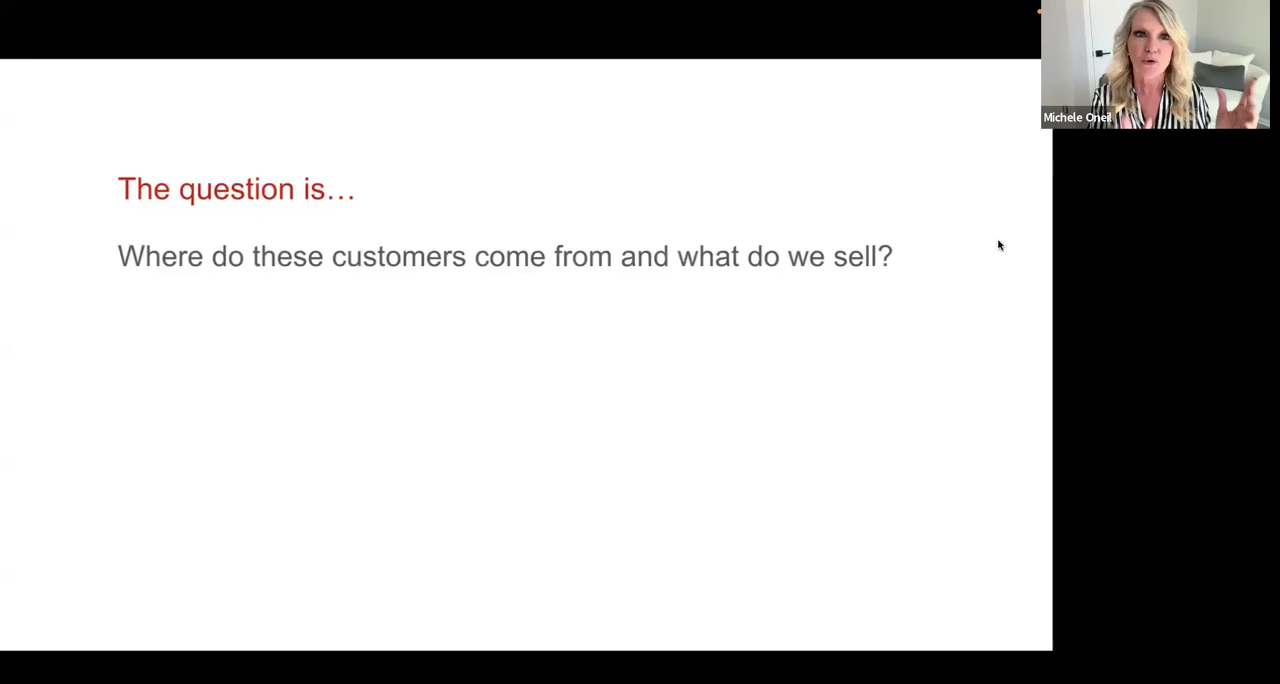 Michele Oneil
The question is…
Where do these customers come from and what do we sell?